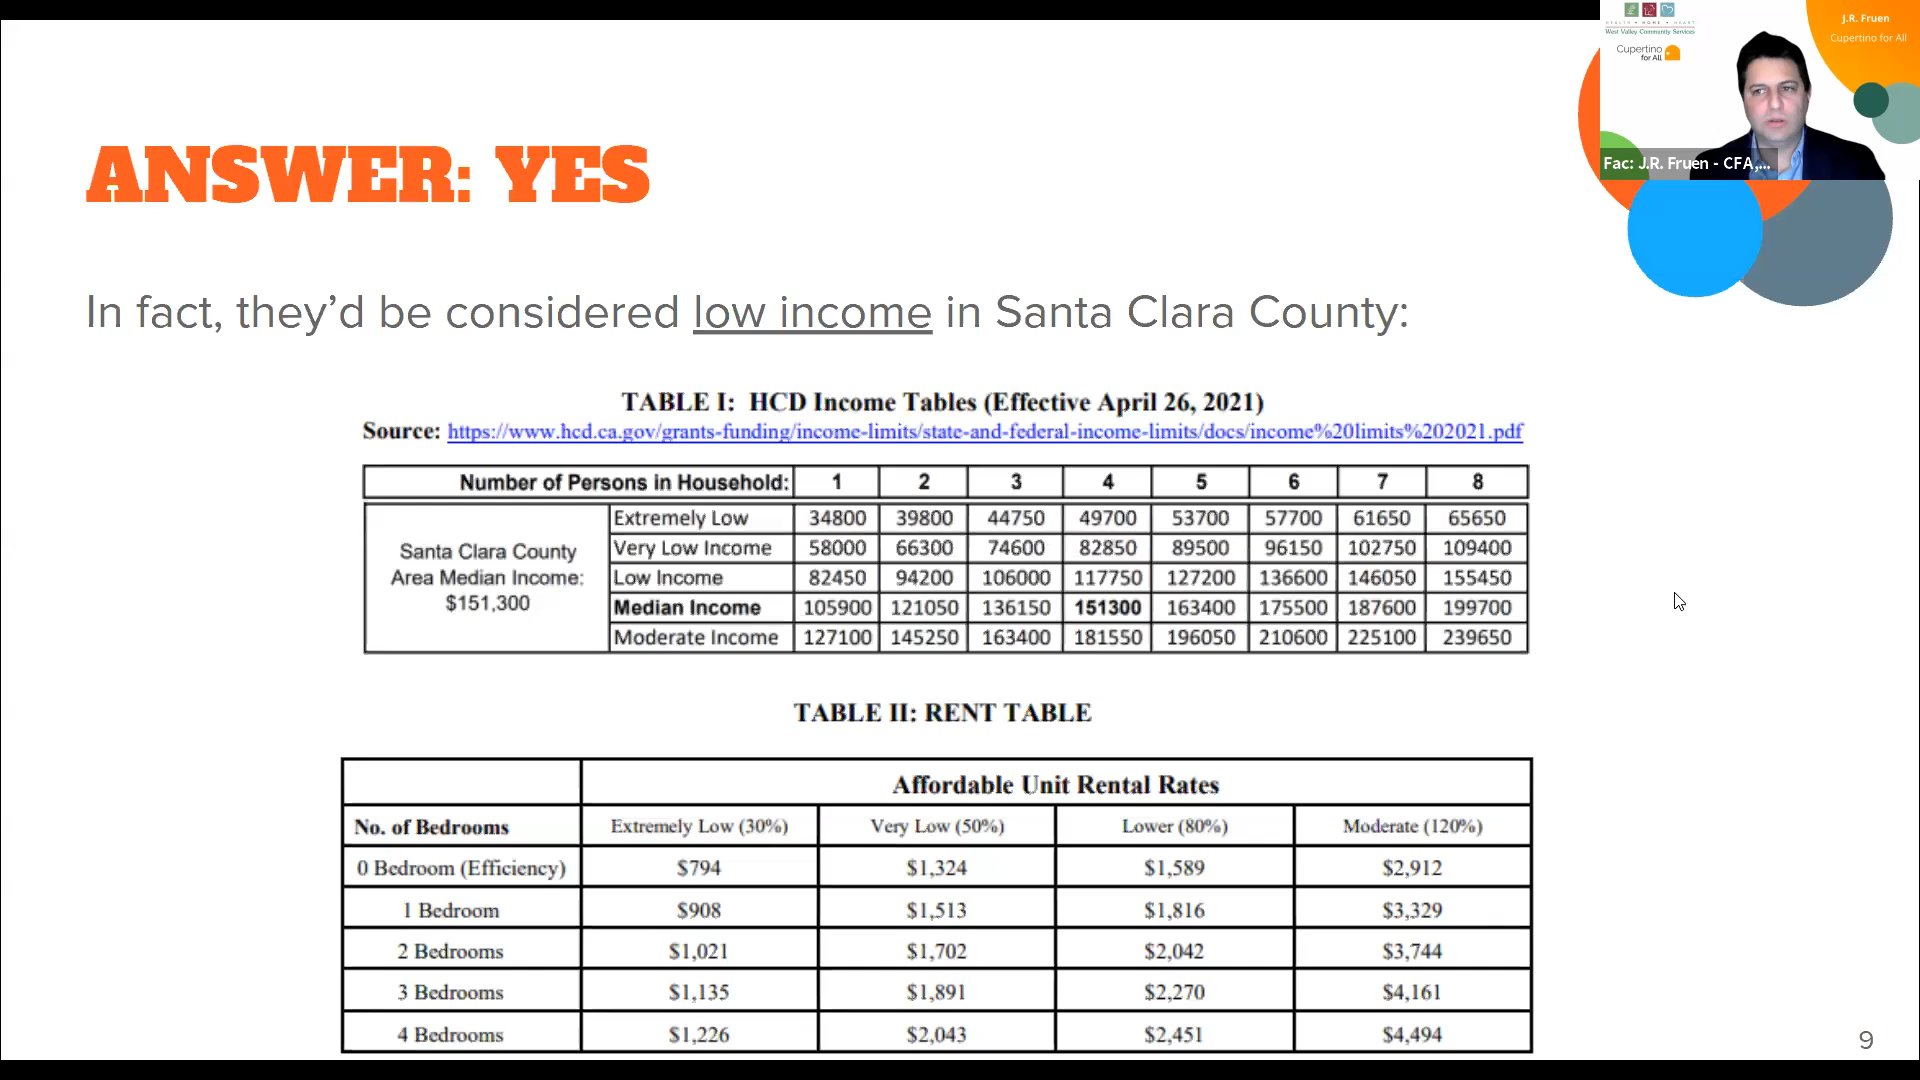 HEALTH • HOME • HEART
West Valley Community Services
Cupertino
for All
J.R. Fruen
Cupertino for All
Fac: J.R. Fruen - CFA,...
ANSWER: YES
In fact, they’d be considered low income in Santa Clara County:
TABLE I: HCD Income Tables (Effective April 26, 2021)
Source: https://www.hcd.ca.gov/grants-funding/income-limits/state-and-federal-income-limits/docs/income%20limits%202021.pdf
Number of Persons in Household: 1 2 3 4 5 6 7 8
Santa Clara County
Area Median Income:
$151,300
Extremely Low 34800 39800 44750 49700 53700 57700 61650 65650
Very Low Income 58000 66300 74600 82850 89500 96150 102750 109400
Low Income 82450 94200 106000 117750 127200 136600 146050 155450
Median Income 105900 121050 136150 151300 163400 175500 187600 199700
Moderate Income 127100 145250 163400 181550 196050 210600 225100 239650
TABLE II: RENT TABLE
Affordable Unit Rental Rates
No. of Bedrooms Extremely Low (30%) Very Low (50%) Lower (80%) Moderate (120%)
0 Bedroom (Efficiency) $794 $1,324 $1,589 $2,912
1 Bedroom $908 $1,513 $1,816 $3,329
2 Bedrooms $1,021 $1,702 $2,042 $3,744
3 Bedrooms $1,135 $1,891 $2,270 $4,161
4 Bedrooms $1,226 $2,043 $2,451 $4,494
9